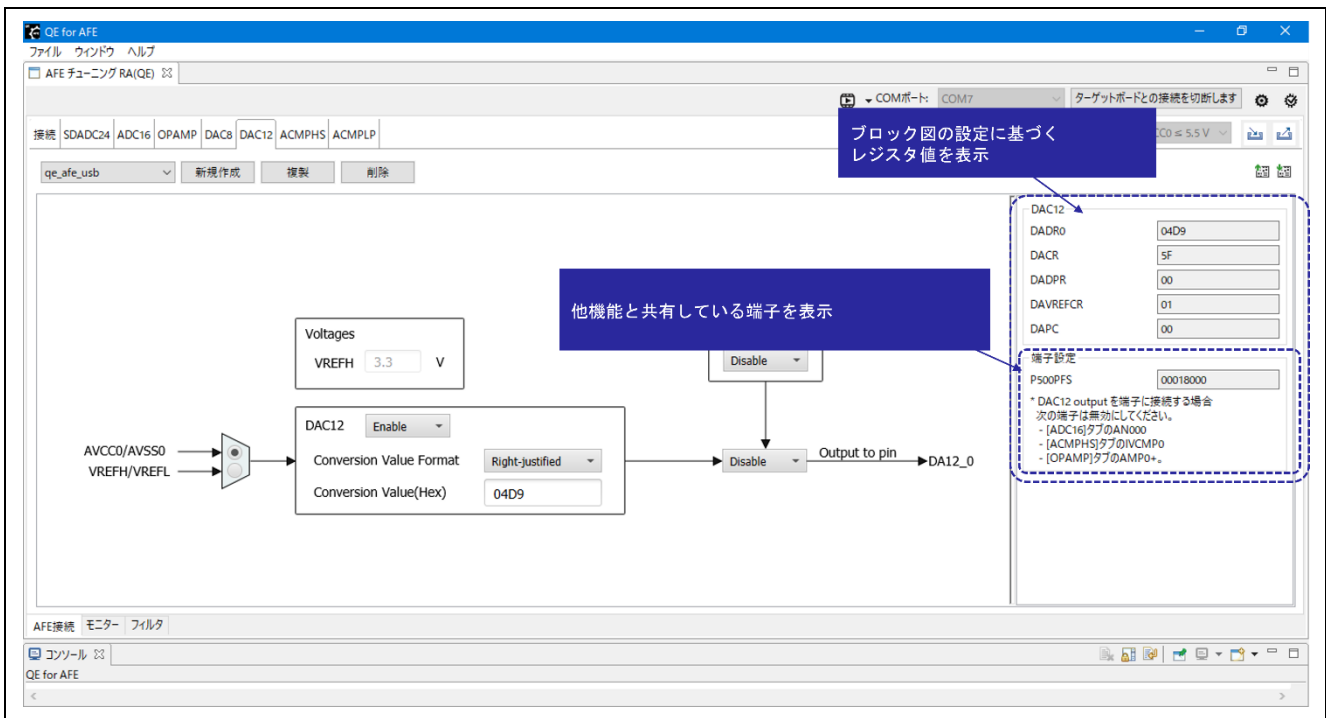 QE for AFE
ファイル ウィンドウ ヘルプ
AFE チューニング RA(QE)
COMポート: COM7 ターゲットボードとの接続を切断します
接続 SDADC24 ADC16 OPAMP DAC8 DAC12 ACMPHS ACMPLP
CC0 ≤ 5.5 V
ブロック図の設定に基づく
レジスタ値を表示
qe_afe_usb 新規作成 複製 削除
DAC12
DADR0 04D9
DACR 5F
DADPR 00
DAVREFCR 01
DAPC 00
他機能と共有している端子を表示
Voltages
VREFH 3.3 V
Disable
端子設定
P500PFS 00018000
* DAC12 output を端子に接続する場合
次の端子は無効にしてください。
- [ADC16]タブのAN000
- [ACMPHS]タブのIVCMP0
- [OPAMP]タブのAMP0+。
DAC12 Enable
AVCC0/AVSS0
VREFH/VREFL
Conversion Value Format Right-justified
Conversion Value(Hex) 04D9
Disable
Output to pin
DA12_0
AFE接続 モニター フィルタ
コンソール
QE for AFE